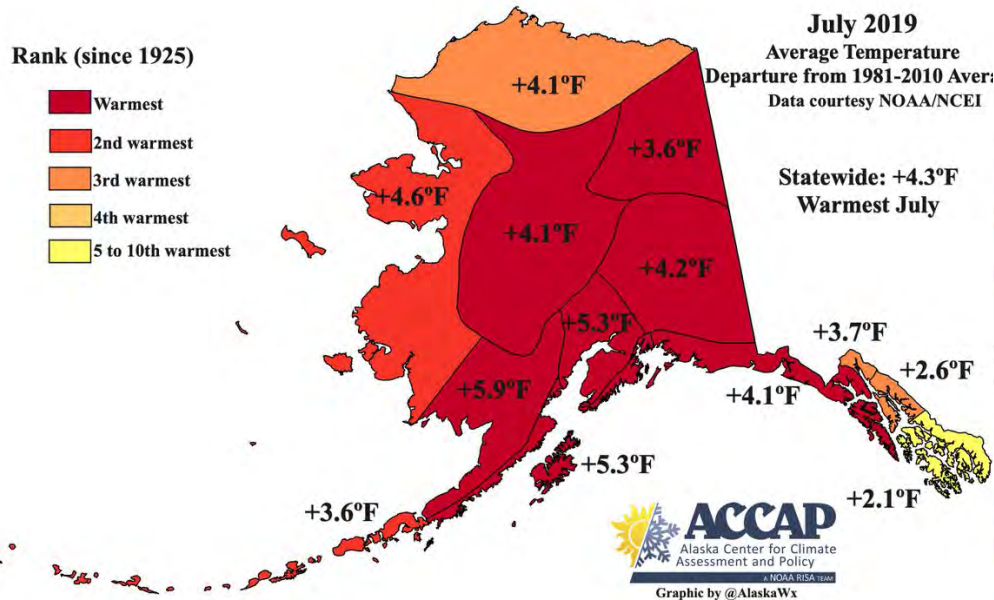 July 2019
Average Temperature
Departure from 1981-2010 Avera
Data courtesy NOAA/NCEI
Rank (since 1925)
Warmest
2nd warmest
3rd warmest
4th warmest
5 to 10th warmest
Statewide: +4.3ºF
Warmest July
+4.1ºF
+3.6ºF
+4.6ºF
+4.1ºF
+4.2ºF
+5.3ºF
+5.9ºF
+3.7ºF
+2.6ºF
+4.1ºF
+5.3ºF
+2.1ºF
+3.6ºF
ACCAP
Alaska Center for Climate
Assessment and Policy
A NOAA RISA TEAM
Graphic by @AlaskaWx